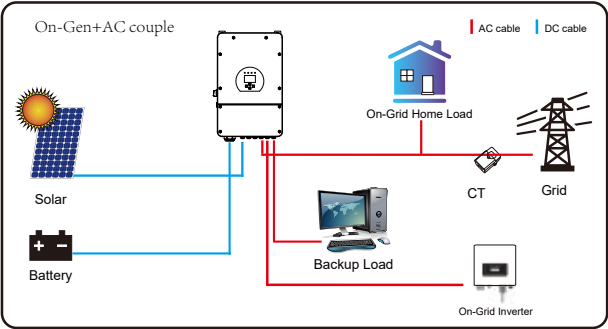 On-Gen+AC couple
AC cable
DC cable
On-Grid Home Load
CT
Grid
Solar
Battery
Backup Load
On-Grid Inverter